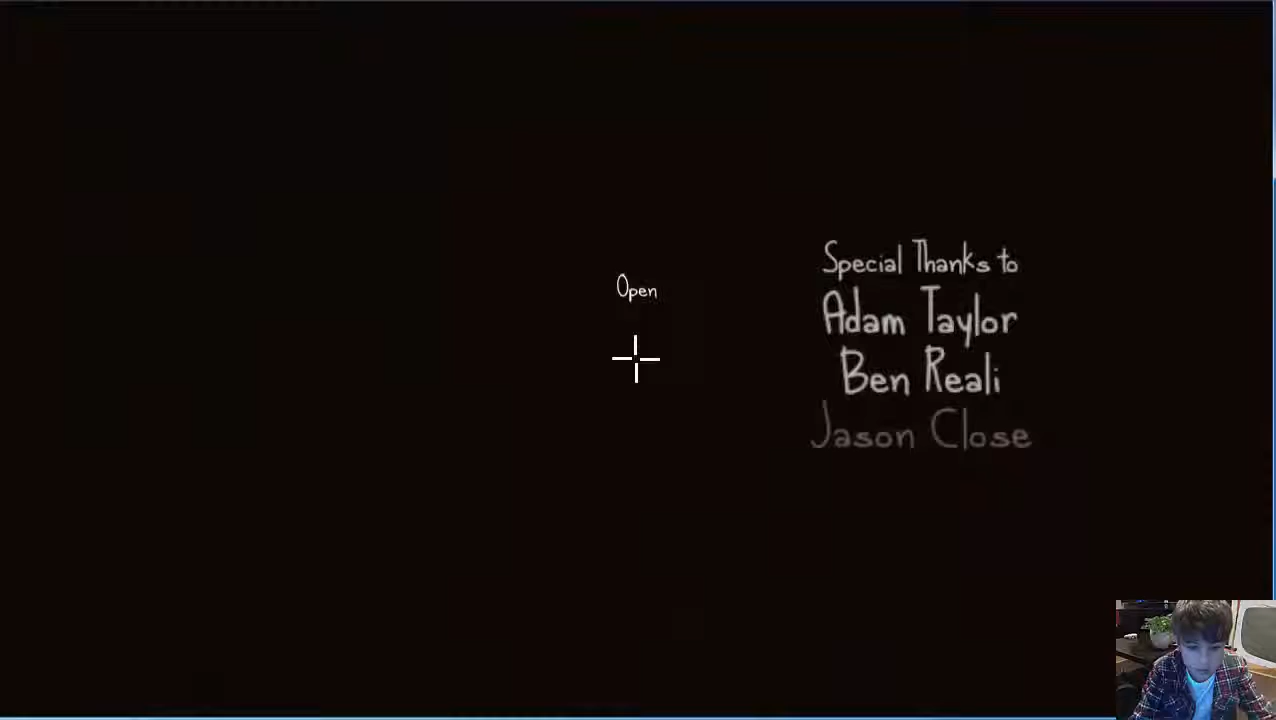 Open
Special Thanks to
Adam Taylor
Ben Reali
Jason Close